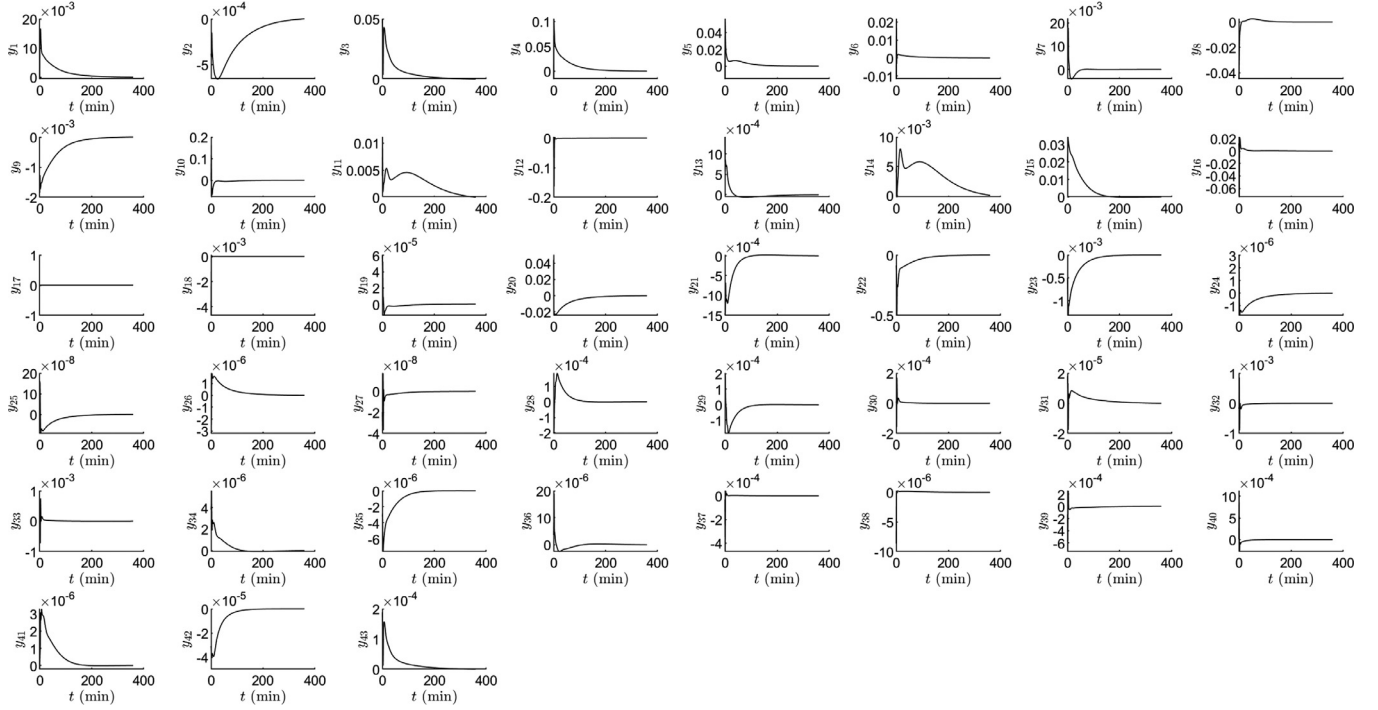 ×10⁻³
20
10
0
y₁
0 200 400
t (min)
×10⁻⁴
0
-5
y₂
0 200 400
t (min)
0.05
0
y₃
0 200 400
t (min)
0.1
0.05
0
y₄
0 200 400
t (min)
0.04
0.02
0
y₅
0 200 400
t (min)
0.02
0.01
0
-0.01
y₆
0 200 400
t (min)
×10⁻³
20
10
0
y₇
0 200 400
t (min)
0
-0.02
-0.04
y₈
0 200 400
t (min)
×10⁻³
0
-1
-2
y₉
0 200 400
t (min)
0.2
0.1
0
y₁₀
0 200 400
t (min)
0.01
0.005
0
y₁₁
0 200 400
t (min)
0
-0.1
-0.2
y₁₂
0 200 400
t (min)
×10⁻⁴
10
5
0
y₁₃
0 200 400
t (min)
×10⁻³
10
5
0
y₁₄
0 200 400
t (min)
0.03
0.02
0.01
0
y₁₅
0 200 400
t (min)
0.02
0
-0.02
-0.04
-0.06
y₁₆
0 200 400
t (min)
1
0
-1
y₁₇
0 200 400
t (min)
×10⁻³
0
-2
-4
y₁₈
0 200 400
t (min)
×10⁻⁵
6
4
2
0
y₁₉
0 200 400
t (min)
0.04
0.02
0
-0.02
y₂₀
0 200 400
t (min)
×10⁻⁴
0
-5
-10
-15
y₂₁
0 200 400
t (min)
0
-0.5
y₂₂
0 200 400
t (min)
×10⁻³
0
-0.5
-1
y₂₃
0 200 400
t (min)
×10⁻⁶
3
2
1
0
-1
y₂₄
0 200 400
t (min)
×10⁻⁸
20
10
0
y₂₅
0 200 400
t (min)
×10⁻⁶
1
0
-1
-2
-3
y₂₆
0 200 400
t (min)
×10⁻⁸
0
-2
-4
y₂₇
0 200 400
t (min)
×10⁻⁴
1
0
-1
-2
y₂₈
0 200 400
t (min)
×10⁻⁴
2
1
0
-1
y₂₉
0 200 400
t (min)
×10⁻⁴
2
0
-2
y₃₀
0 200 400
t (min)
×10⁻⁵
2
0
-2
y₃₁
0 200 400
t (min)
×10⁻³
1
0
-1
y₃₂
0 200 400
t (min)
×10⁻³
1
0
-1
y₃₃
0 200 400
t (min)
×10⁻⁶
4
2
0
y₃₄
0 200 400
t (min)
×10⁻⁶
0
-2
-4
-6
y₃₅
0 200 400
t (min)
×10⁻⁶
20
10
0
y₃₆
0 200 400
t (min)
×10⁻⁴
0
-2
-4
y₃₇
0 200 400
t (min)
×10⁻⁶
0
-5
-10
y₃₈
0 200 400
t (min)
×10⁻⁴
2
0
-2
-4
-6
y₃₉
0 200 400
t (min)
×10⁻⁴
10
5
0
y₄₀
0 200 400
t (min)
×10⁻⁶
3
2
1
0
y₄₁
0 200 400
t (min)
×10⁻⁵
0
-2
-4
y₄₂
0 200 400
t (min)
×10⁻⁴
2
1
0
y₄₃
0 200 400
t (min)